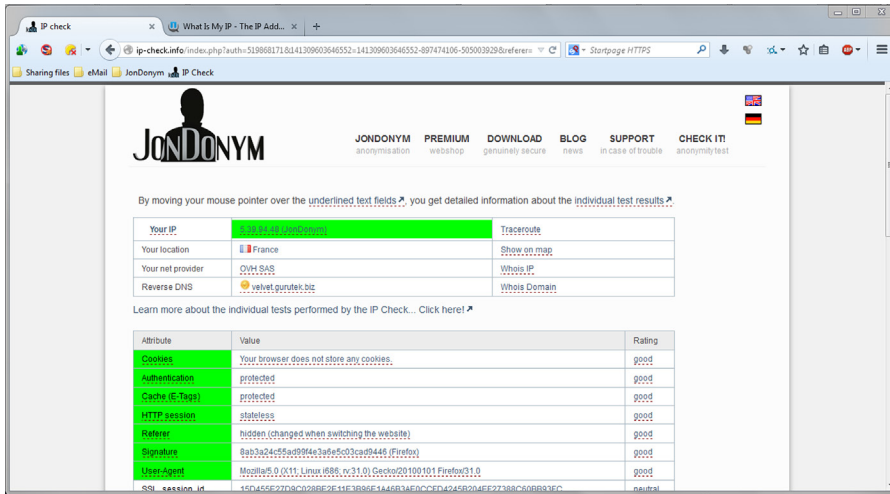 IP check
What Is My IP - The IP Add...
ip-check.info/index.php?auth=519868171&141309603646552=141309603646552-897474106-505003929&referer=
Startpage HTTPS
Sharing files eMail JonDonym IP Check
JONDONYM
JONDONYM PREMIUM DOWNLOAD BLOG SUPPORT CHECK IT!
anonymisation webshop genuinely secure news in case of trouble anonymity test
By moving your mouse pointer over the underlined text fields, you get detailed information about the individual test results.
Your IP 5.39.94.48 (JonDonym) Traceroute
Your location France Show on map
Your net provider OVH SAS Whois IP
Reverse DNS velvet.gurutek.biz Whois Domain
Learn more about the individual tests performed by the IP Check... Click here!
Attribute Value Rating
Cookies Your browser does not store any cookies. good
Authentication protected good
Cache (E-Tags) protected good
HTTP session stateless good
Referer hidden (changed when switching the website) good
Signature 8ab3a24c55ad99f4e3a6e5c03cad9446 (Firefox) good
User-Agent Mozilla/5.0 (X11; Linux i686; rv:31.0) Gecko/20100101 Firefox/31.0 good
SSL_session_id neutral